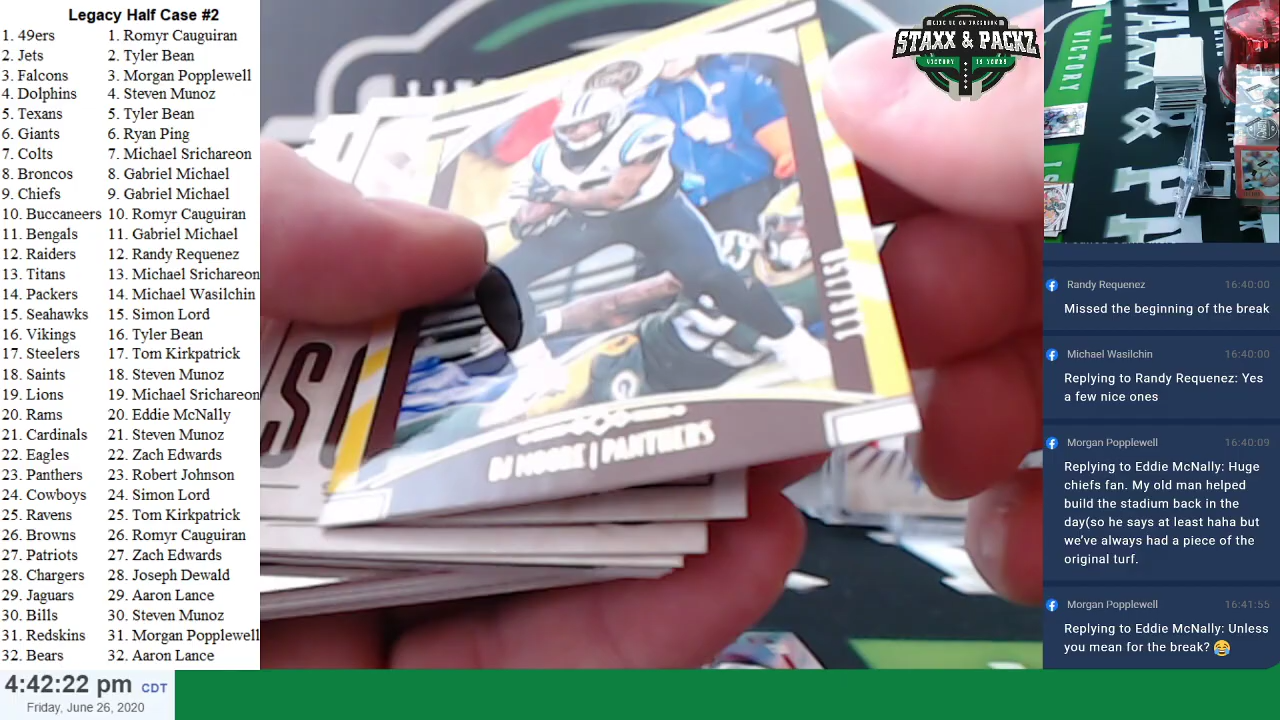 Legacy Half Case #2
1. 49ers 1. Romyr Cauguiran
2. Jets 2. Tyler Bean
3. Falcons 3. Morgan Popplewell
4. Dolphins 4. Steven Munoz
5. Texans 5. Tyler Bean
6. Giants 6. Ryan Ping
7. Colts 7. Michael Srichareon
8. Broncos 8. Gabriel Michael
9. Chiefs 9. Gabriel Michael
10. Buccaneers 10. Romyr Cauguiran
11. Bengals 11. Gabriel Michael
12. Raiders 12. Randy Requenez
13. Titans 13. Michael Srichareon
14. Packers 14. Michael Wasilchin
15. Seahawks 15. Simon Lord
16. Vikings 16. Tyler Bean
17. Steelers 17. Tom Kirkpatrick
18. Saints 18. Steven Munoz
19. Lions 19. Michael Srichareon
20. Rams 20. Eddie McNally
21. Cardinals 21. Steven Munoz
22. Eagles 22. Zach Edwards
23. Panthers 23. Robert Johnson
24. Cowboys 24. Simon Lord
25. Ravens 25. Tom Kirkpatrick
26. Browns 26. Romyr Cauguiran
27. Patriots 27. Zach Edwards
28. Chargers 28. Joseph Dewald
29. Jaguars 29. Aaron Lance
30. Bills 30. Steven Munoz
31. Redskins 31. Morgan Popplewell
32. Bears 32. Aaron Lance
4:42:22 pm CDT
Friday, June 26, 2020
DJ MOORE | PANTHERS
STAXX & PACKZ
VICTORY IS YOURS
VICTORY
Randy Requenez 16:40:00
Missed the beginning of the break
Michael Wasilchin 16:40:00
Replying to Randy Requenez: Yes
a few nice ones
Morgan Popplewell 16:40:09
Replying to Eddie McNally: Huge
chiefs fan. My old man helped
build the stadium back in the
day(so he says at least haha but
we’ve always had a piece of the
original turf.
Morgan Popplewell 16:41:55
Replying to Eddie McNally: Unless
you mean for the break? 😂